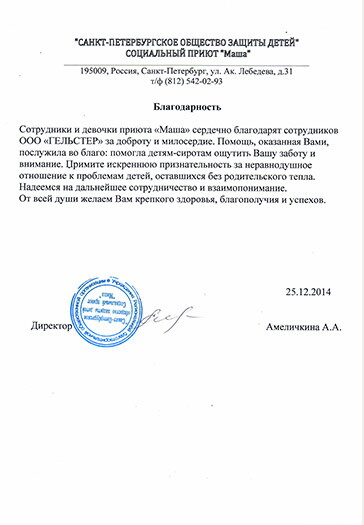 "САНКТ-ПЕТЕРБУРГСКОЕ ОБЩЕСТВО ЗАЩИТЫ ДЕТЕЙ"
СОЦИАЛЬНЫЙ ПРИЮТ "Маша"
195009, Россия, Санкт-Петербург, ул. Ак. Лебедева, д.31
т/ф (812) 542-02-93
Благодарность
Сотрудники и девочки приюта «Маша» сердечно благодарят сотрудников
ООО «ГЕЛЬСТЕР» за доброту и милосердие. Помощь, оказанная Вами,
послужила во благо: помогла детям-сиротам ощутить Вашу заботу и
внимание. Примите искреннюю признательность за неравнодушное
отношение к проблемам детей, оставшихся без родительского тепла.
Надеемся на дальнейшее сотрудничество и взаимопонимание.
От всей души желаем Вам крепкого здоровья, благополучия и успехов.
25.12.2014
Директор
Амеличкина А.А.